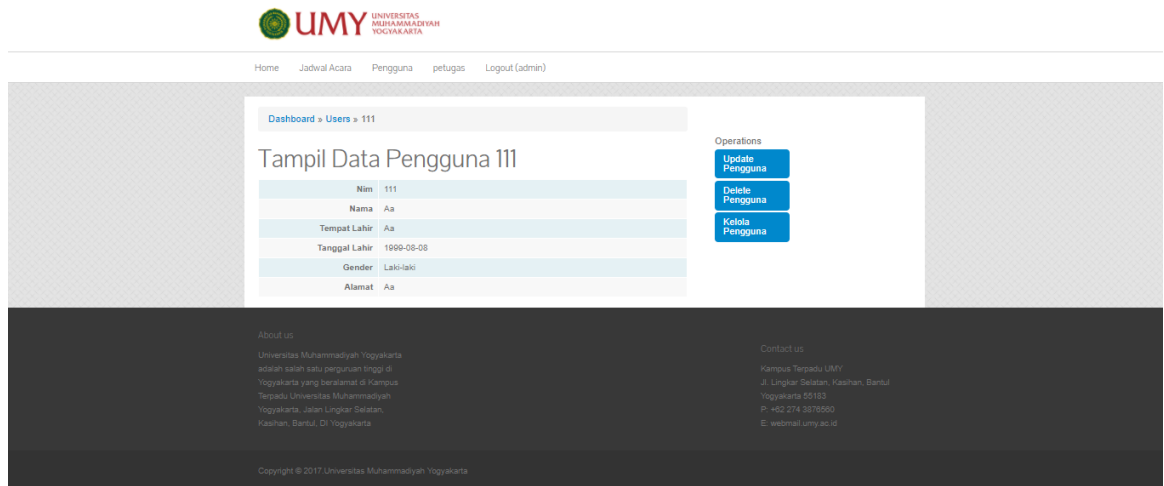 UMY UNIVERSITAS
MUHAMMADIYAH
YOGYAKARTA
Home Jadwal Acara Pengguna petugas Logout (admin)
Dashboard » Users » 111
Tampil Data Pengguna 111
Nim 111
Nama Aa
Tempat Lahir Aa
Tanggal Lahir 1999-08-08
Gender Laki-laki
Alamat Aa
Operations
Update
Pengguna
Delete
Pengguna
Kelola
Pengguna
About us
Universitas Muhammadiyah Yogyakarta
adalah salah satu perguruan tinggi di
Yogyakarta yang beralamat di Kampus
Terpadu Universitas Muhammadiyah
Yogyakarta, Jalan Lingkar Selatan,
Kasihan, Bantul, DI Yogyakarta
Contact us
Kampus Terpadu UMY
Jl. Lingkar Selatan, Kasihan, Bantul
Yogyakarta 55183
P: +62 274 3876560
E: webmail.umy.ac.id
Copyright © 2017.Universitas Muhammadiyah Yogyakarta